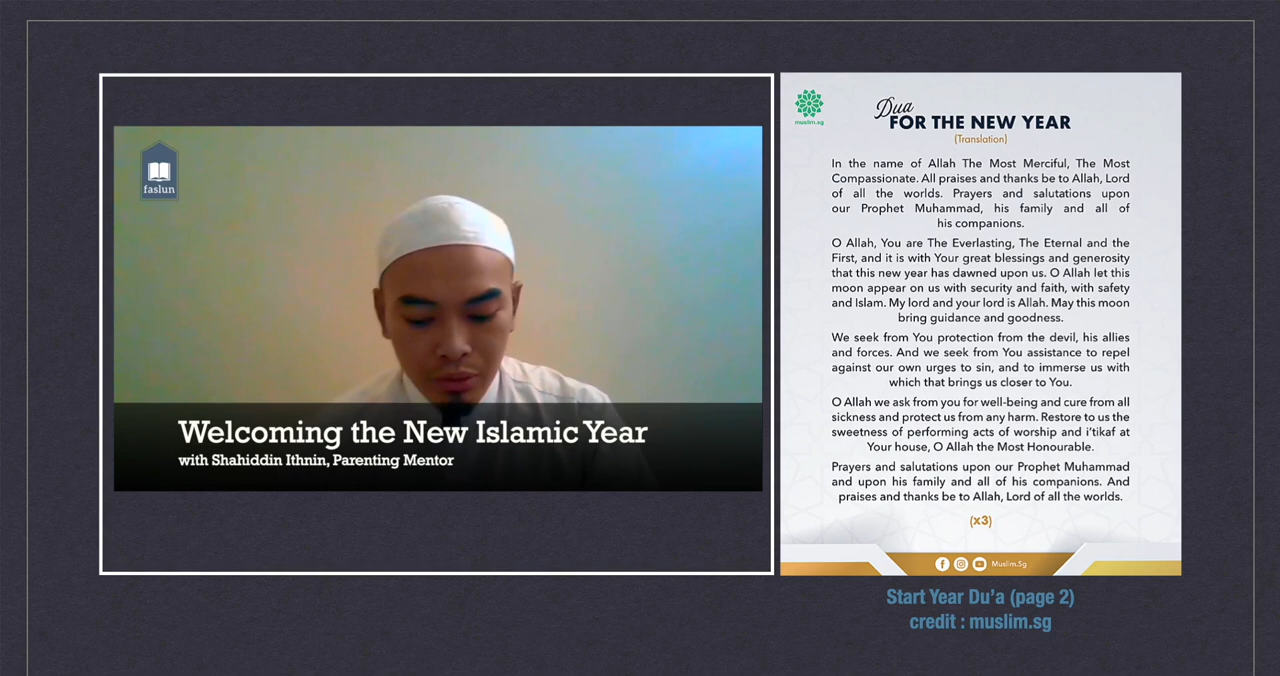 faslun
Welcoming the New Islamic Year
with Shahiddin Ithnin, Parenting Mentor
muslim.sg
Dua
FOR THE NEW YEAR
(Translation)
In the name of Allah The Most Merciful, The Most
Compassionate. All praises and thanks be to Allah, Lord
of all the worlds. Prayers and salutations upon
our Prophet Muhammad, his family and all of
his companions.
O Allah, You are The Everlasting, The Eternal and the
First, and it is with Your great blessings and generosity
that this new year has dawned upon us. O Allah let this
moon appear on us with security and faith, with safety
and Islam. My lord and your lord is Allah. May this moon
bring guidance and goodness.
We seek from You protection from the devil, his allies
and forces. And we seek from You assistance to repel
against our own urges to sin, and to immerse us with
which that brings us closer to You.
O Allah we ask from you for well-being and cure from all
sickness and protect us from any harm. Restore to us the
sweetness of performing acts of worship and i'tikaf at
Your house, O Allah the Most Honourable.
Prayers and salutations upon our Prophet Muhammad
and upon his family and all of his companions. And
praises and thanks be to Allah, Lord of all the worlds.
(x3)
Muslim.Sg
Start Year Du'a (page 2)
credit : muslim.sg